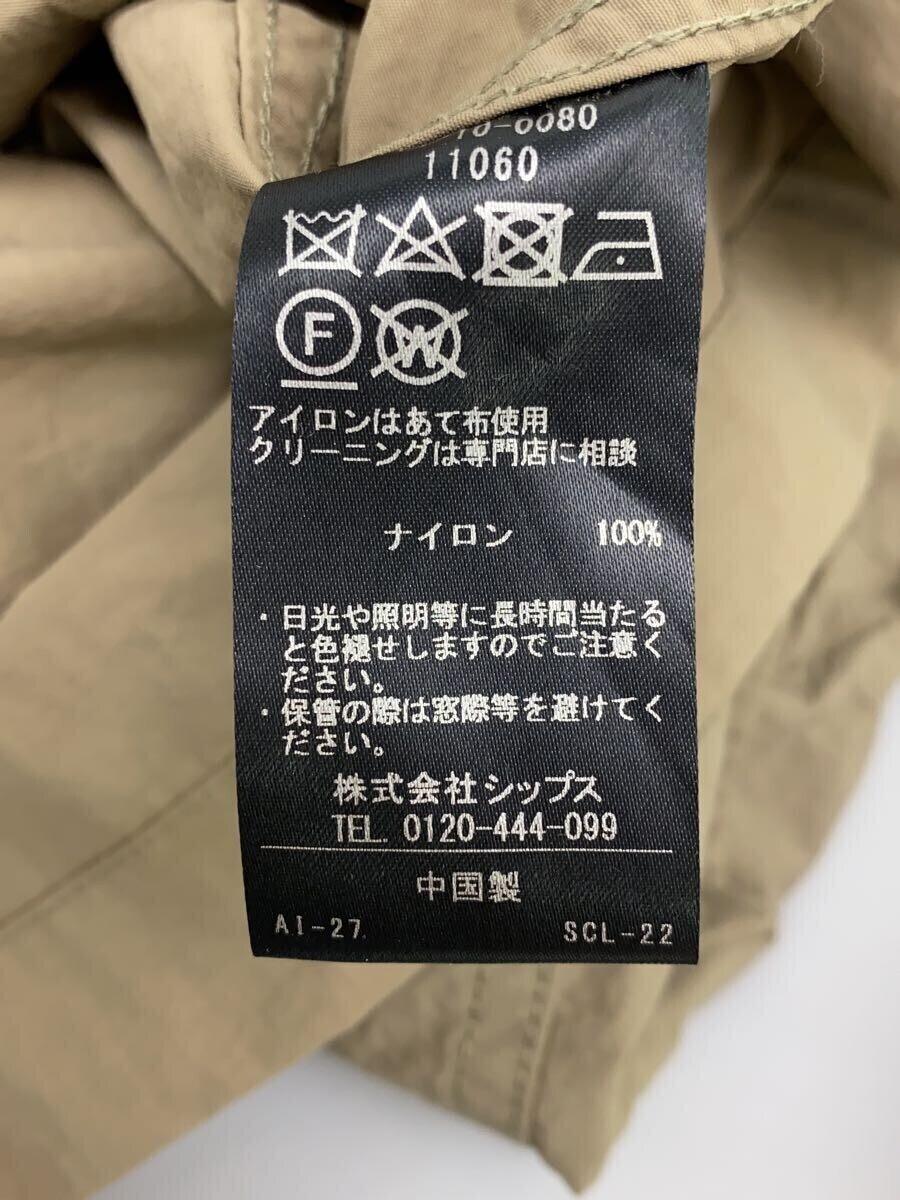 11060
F
W
アイロンはあて布使用
クリーニングは専門店に相談
ナイロン 100%
・日光や照明等に長時間当たる
と色褪せしますのでご注意く
ださい。
・保管の際は窓際等を避けてく
ださい。
株式会社シップス
TEL. 0120-444-099
中国製
AI-27 SCL-22